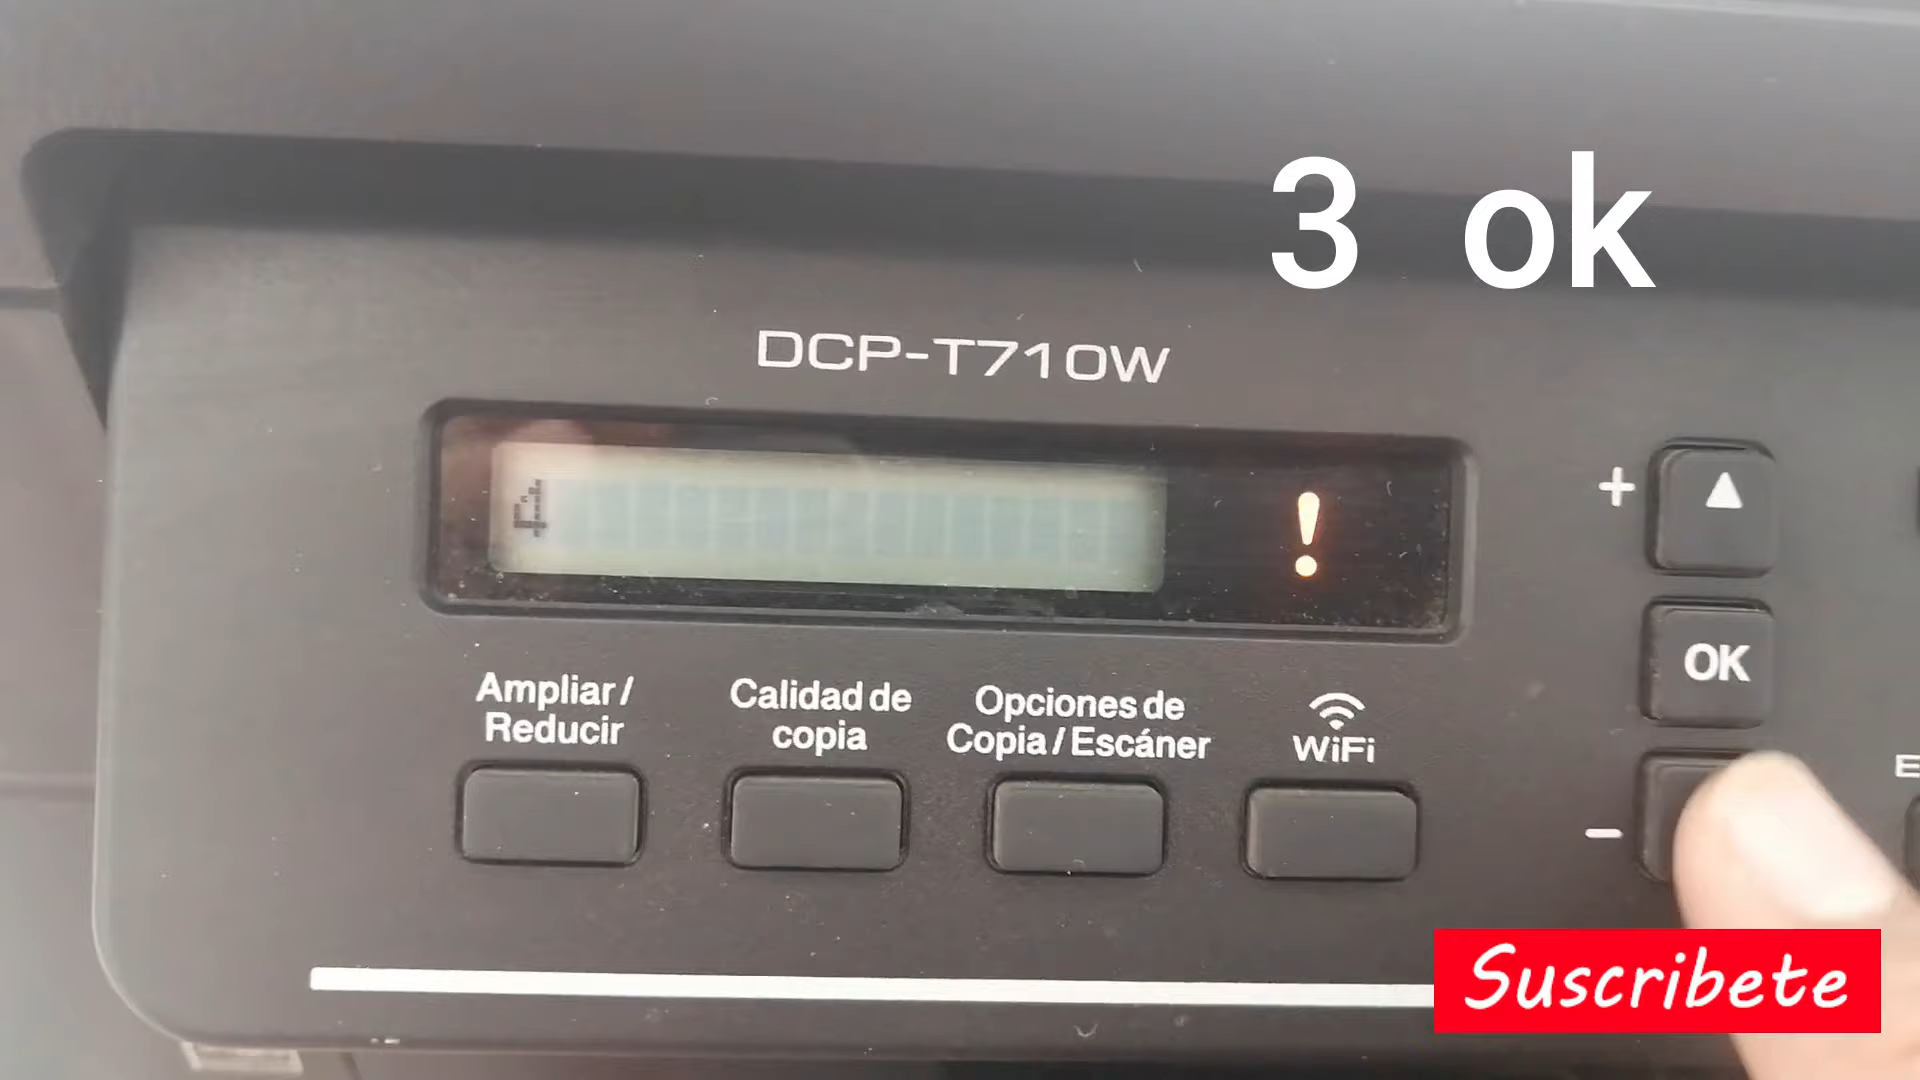 3 ok
DCP-T710W
!
+
OK
Ampliar /
Reducir
Calidad de
copia
Opciones de
Copia / Escáner
WiFi
−
E
Suscribete